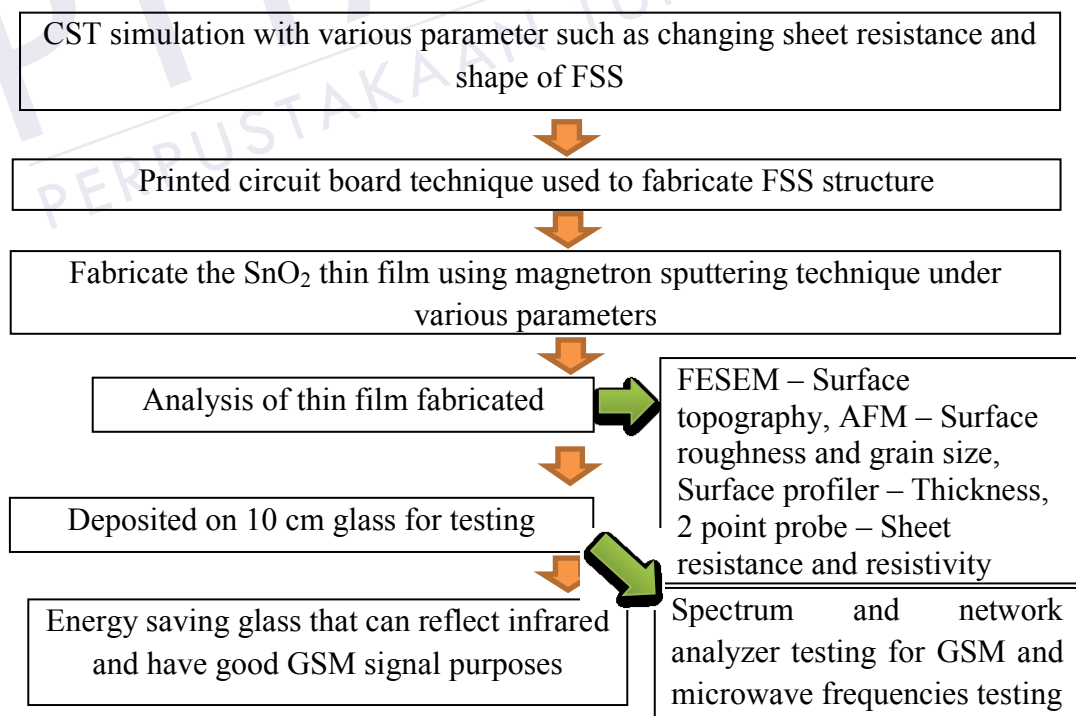 CST simulation with various parameter such as changing sheet resistance and
shape of FSS
PERPUSTAKAAN
Printed circuit board technique used to fabricate FSS structure
Fabricate the SnO₂ thin film using magnetron sputtering technique under
various parameters
Analysis of thin film fabricated
FESEM – Surface
topography, AFM – Surface
roughness and grain size,
Surface profiler – Thickness,
2 point probe – Sheet
resistance and resistivity
Deposited on 10 cm glass for testing
Spectrum and network
analyzer testing for GSM and
microwave frequencies testing
Energy saving glass that can reflect infrared
and have good GSM signal purposes